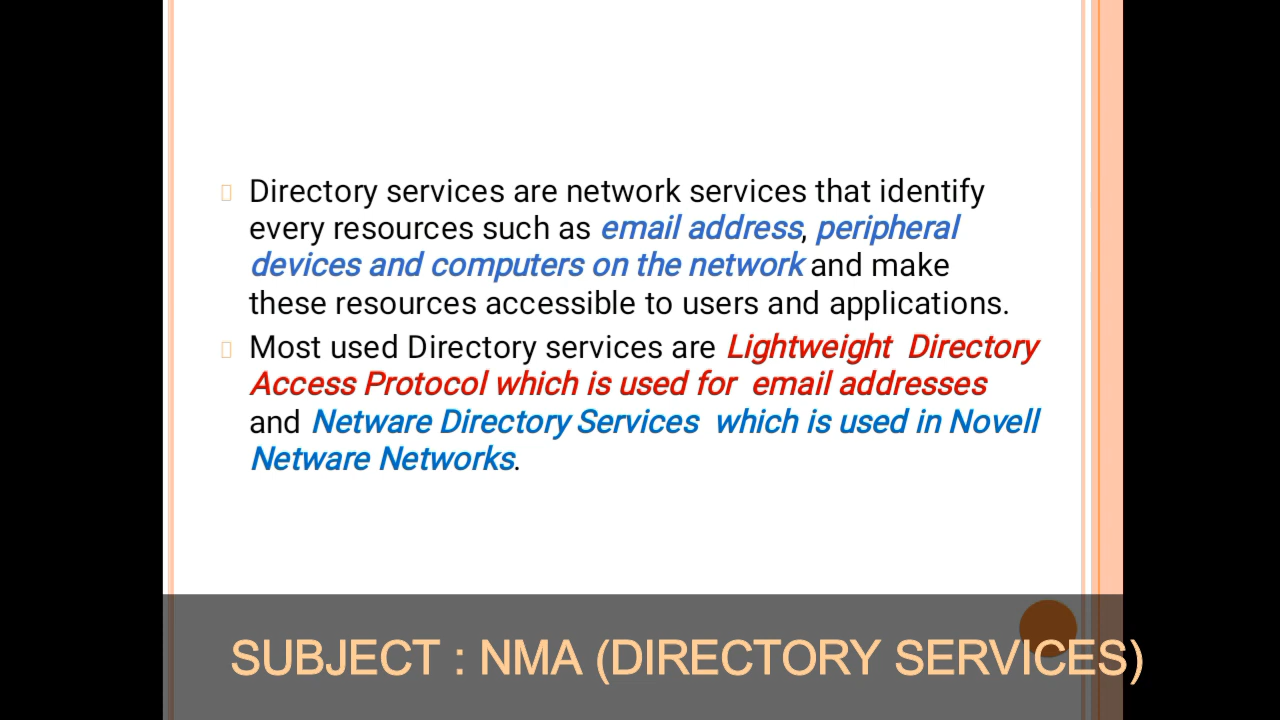 Directory services are network services that identify
every resources such as email address, peripheral
devices and computers on the network and make
these resources accessible to users and applications.
Most used Directory services are Lightweight Directory
Access Protocol which is used for email addresses
and Netware Directory Services which is used in Novell
Netware Networks.
SUBJECT : NMA (DIRECTORY SERVICES)